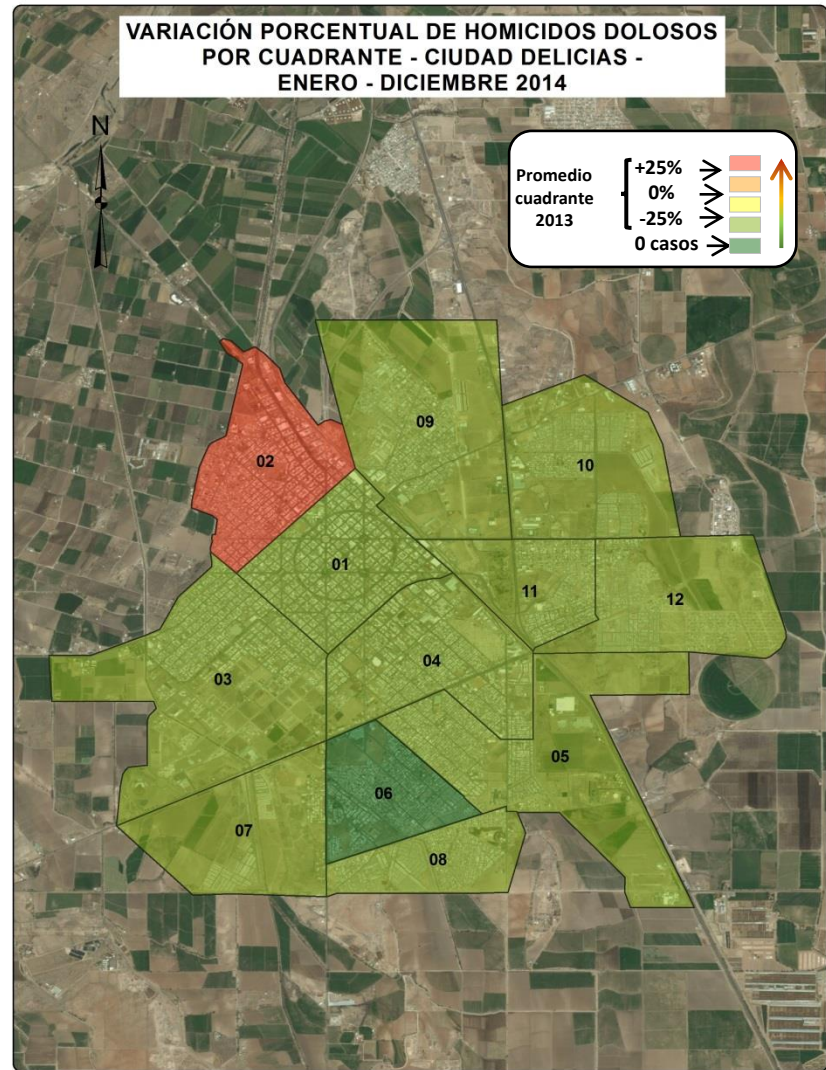 VARIACIÓN PORCENTUAL DE HOMICIDOS DOLOSOS
POR CUADRANTE - CIUDAD DELICIAS -
ENERO - DICIEMBRE 2014
N
Promedio
cuadrante
2013
+25%
0%
-25%
0 casos
09
02
10
01
11
12
04
03
05
06
07
08